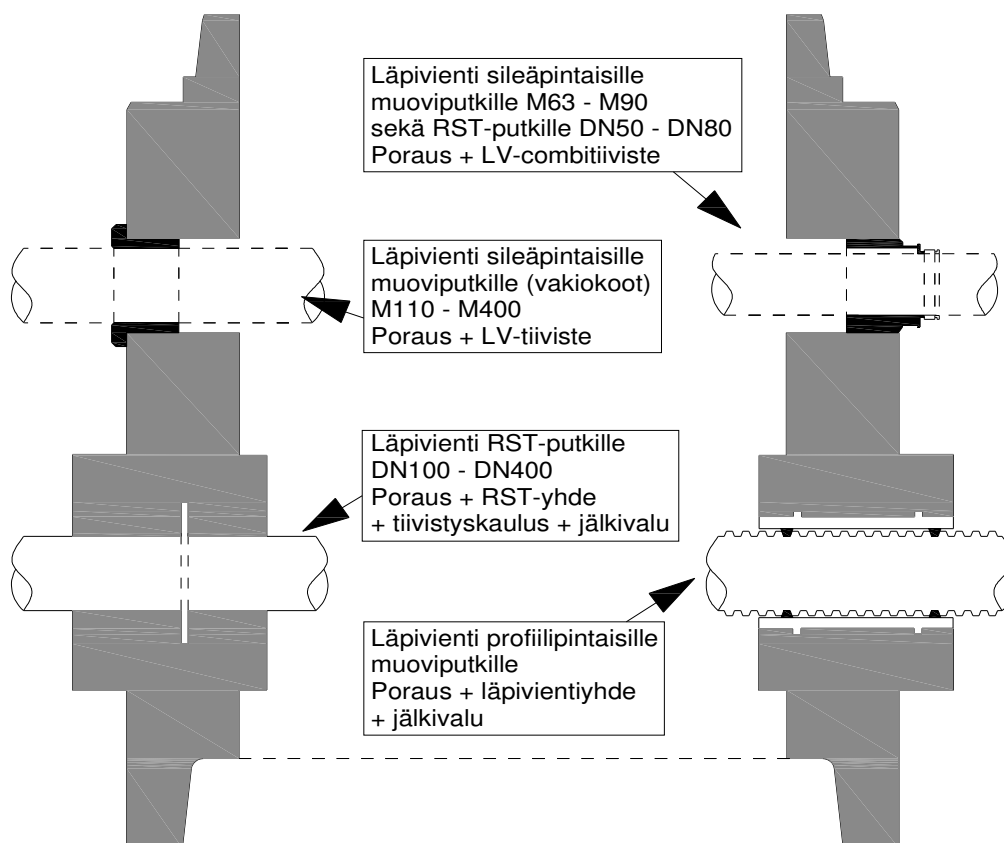 Läpivienti sileäpintaisille
muoviputkille M63 - M90
sekä RST-putkille DN50 - DN80
Poraus + LV-combitiiviste
Läpivienti sileäpintaisille
muoviputkille (vakiokoot)
M110 - M400
Poraus + LV-tiiviste
Läpivienti RST-putkille
DN100 - DN400
Poraus + RST-yhde
+ tiivistyskaulus + jälkivalu
Läpivienti profiilipintaisille
muoviputkille
Poraus + läpivientiyhde
+ jälkivalu